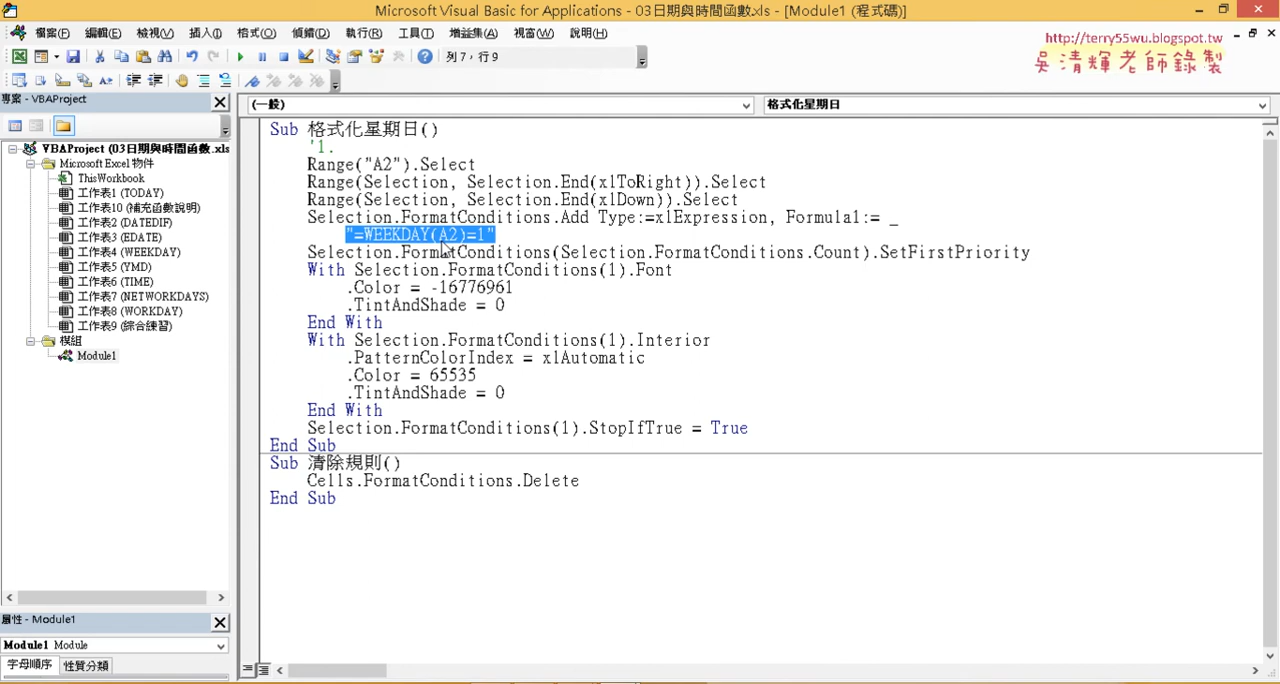 Microsoft Visual Basic for Applications - 03日期與時間函數.xls - [Module1 (程式碼)]
檔案(F) 編輯(E) 檢視(V) 插入(I) 格式(O) 偵錯(D) 執行(R) 工具(T) 增益集(A) 視窗(W) 說明(H)
http://terry55wu.blogspot.tw
吳清輝老師錄製
列 7，行 9
專案 - VBAProject
(一般)
格式化星期日
VBAProject (03日期與時間函數.xls
Microsoft Excel 物件
ThisWorkbook
工作表1 (TODAY)
工作表10 (補充函數說明)
工作表2 (DATEDIF)
工作表3 (EDATE)
工作表4 (WEEKDAY)
工作表5 (YMD)
工作表6 (TIME)
工作表7 (NETWORKDAYS)
工作表8 (WORKDAY)
工作表9 (綜合練習)
模組
Module1
屬性 - Module1
Module1 Module
字母順序 性質分類
Sub 格式化星期日()
'1.
Range("A2").Select
Range(Selection, Selection.End(xlToRight)).Select
Range(Selection, Selection.End(xlDown)).Select
Selection.FormatConditions.Add Type:=xlExpression, Formula1:= _
"=WEEKDAY(A2)=1"
Selection.FormatConditions(Selection.FormatConditions.Count).SetFirstPriority
With Selection.FormatConditions(1).Font
.Color = -16776961
.TintAndShade = 0
End With
With Selection.FormatConditions(1).Interior
.PatternColorIndex = xlAutomatic
.Color = 65535
.TintAndShade = 0
End With
Selection.FormatConditions(1).StopIfTrue = True
End Sub
Sub 清除規則()
Cells.FormatConditions.Delete
End Sub